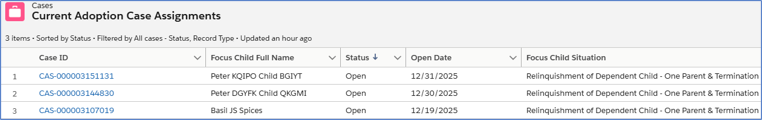 Cases
Current Adoption Case Assignments
3 items • Sorted by Status • Filtered by All cases - Status, Record Type • Updated an hour ago
Case ID Focus Child Full Name Status Open Date Focus Child Situation
1 CAS-000003151131 Peter KQIPO Child BGIYT Open 12/31/2025 Relinquishment of Dependent Child - One Parent & Termination
2 CAS-000003144830 Peter DGYFK Child QKGMI Open 12/30/2025 Relinquishment of Dependent Child - One Parent & Termination
3 CAS-000003107019 Basil JS Spices Open 12/19/2025 Relinquishment of Dependent Child - One Parent & Termination